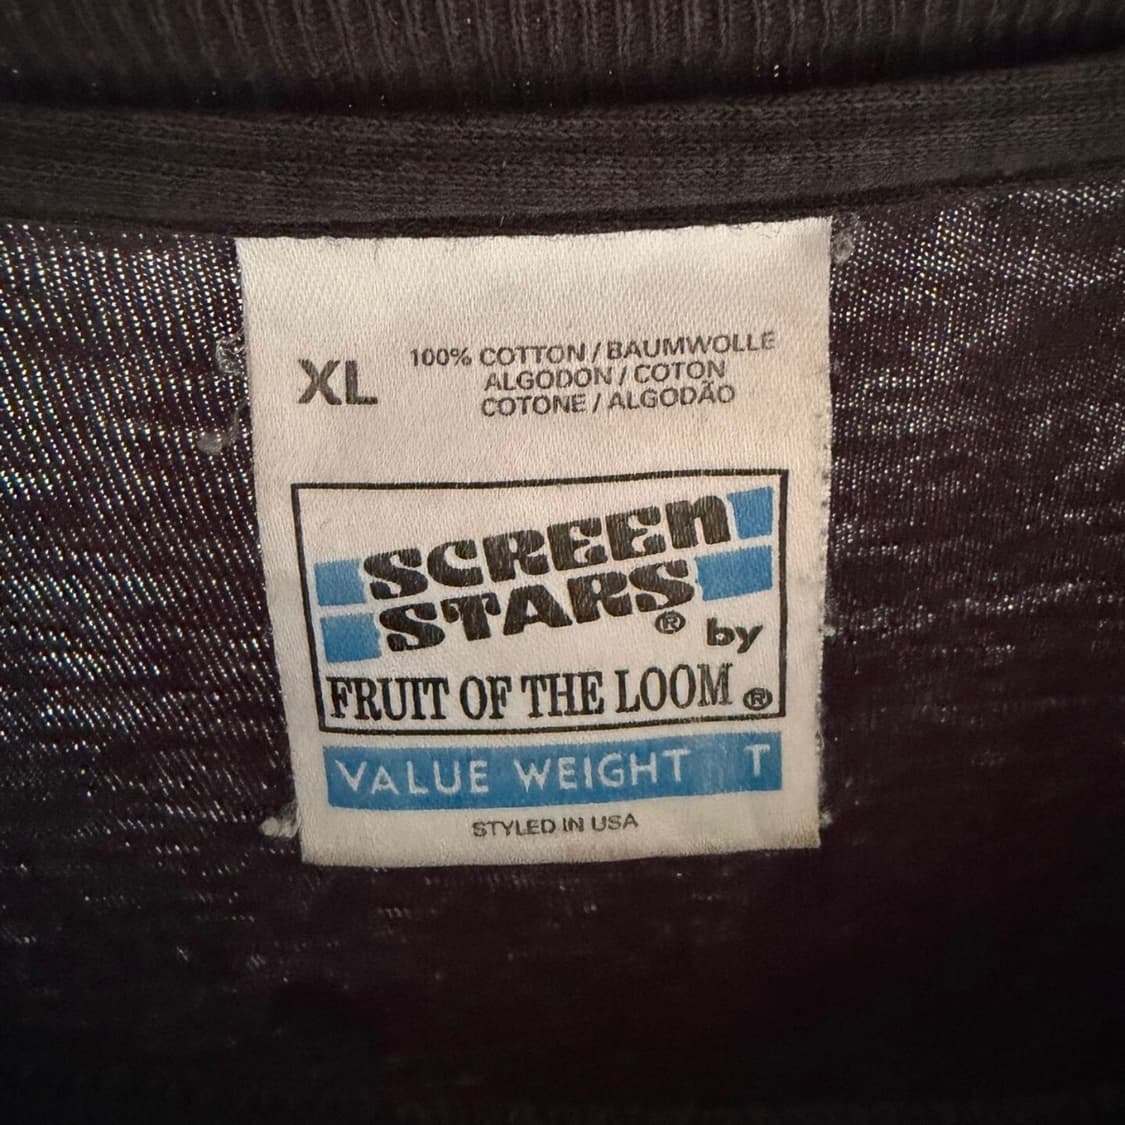 XL
100% COTTON / BAUMWOLLE
ALGODON / COTON
COTONE / ALGODÃO
SCREEN
STARS® by
FRUIT OF THE LOOM®
VALUE WEIGHT T
STYLED IN USA